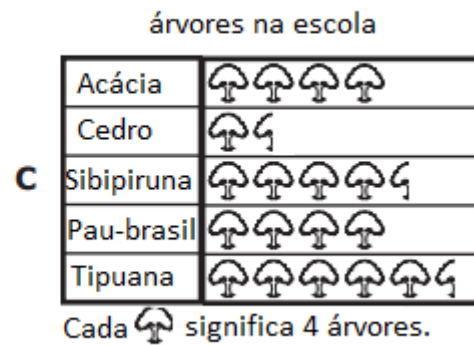 árvores na escola
Acácia
Cedro
C
Sibipiruna
Pau-brasil
Tipuana
Cada significa 4 árvores.